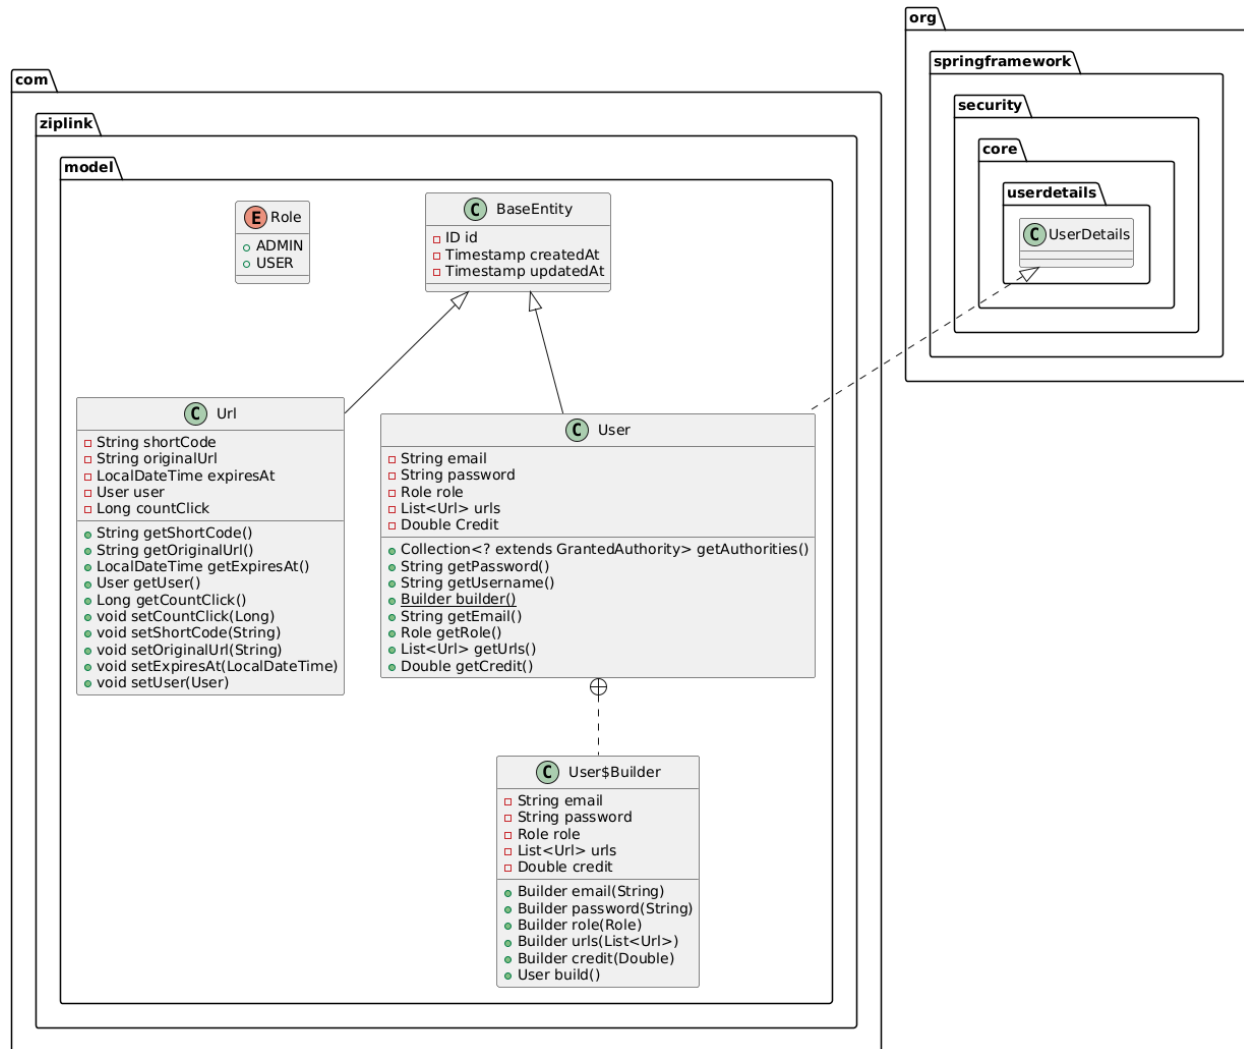 org
springframework
security
core
userdetails
C UserDetails
com
ziplink
model
E Role
ADMIN
USER
C BaseEntity
ID id
Timestamp createdAt
Timestamp updatedAt
C Url
String shortCode
String originalUrl
LocalDateTime expiresAt
User user
Long countClick
String getShortCode()
String getOriginalUrl()
LocalDateTime getExpiresAt()
User getUser()
Long getCountClick()
void setCountClick(Long)
void setShortCode(String)
void setOriginalUrl(String)
void setExpiresAt(LocalDateTime)
void setUser(User)
C User
String email
String password
Role role
List<Url> urls
Double Credit
Collection<? extends GrantedAuthority> getAuthorities()
String getPassword()
String getUsername()
Builder builder()
String getEmail()
Role getRole()
List<Url> getUrls()
Double getCredit()
C User$Builder
String email
String password
Role role
List<Url> urls
Double credit
Builder email(String)
Builder password(String)
Builder role(Role)
Builder urls(List<Url>)
Builder credit(Double)
User build()